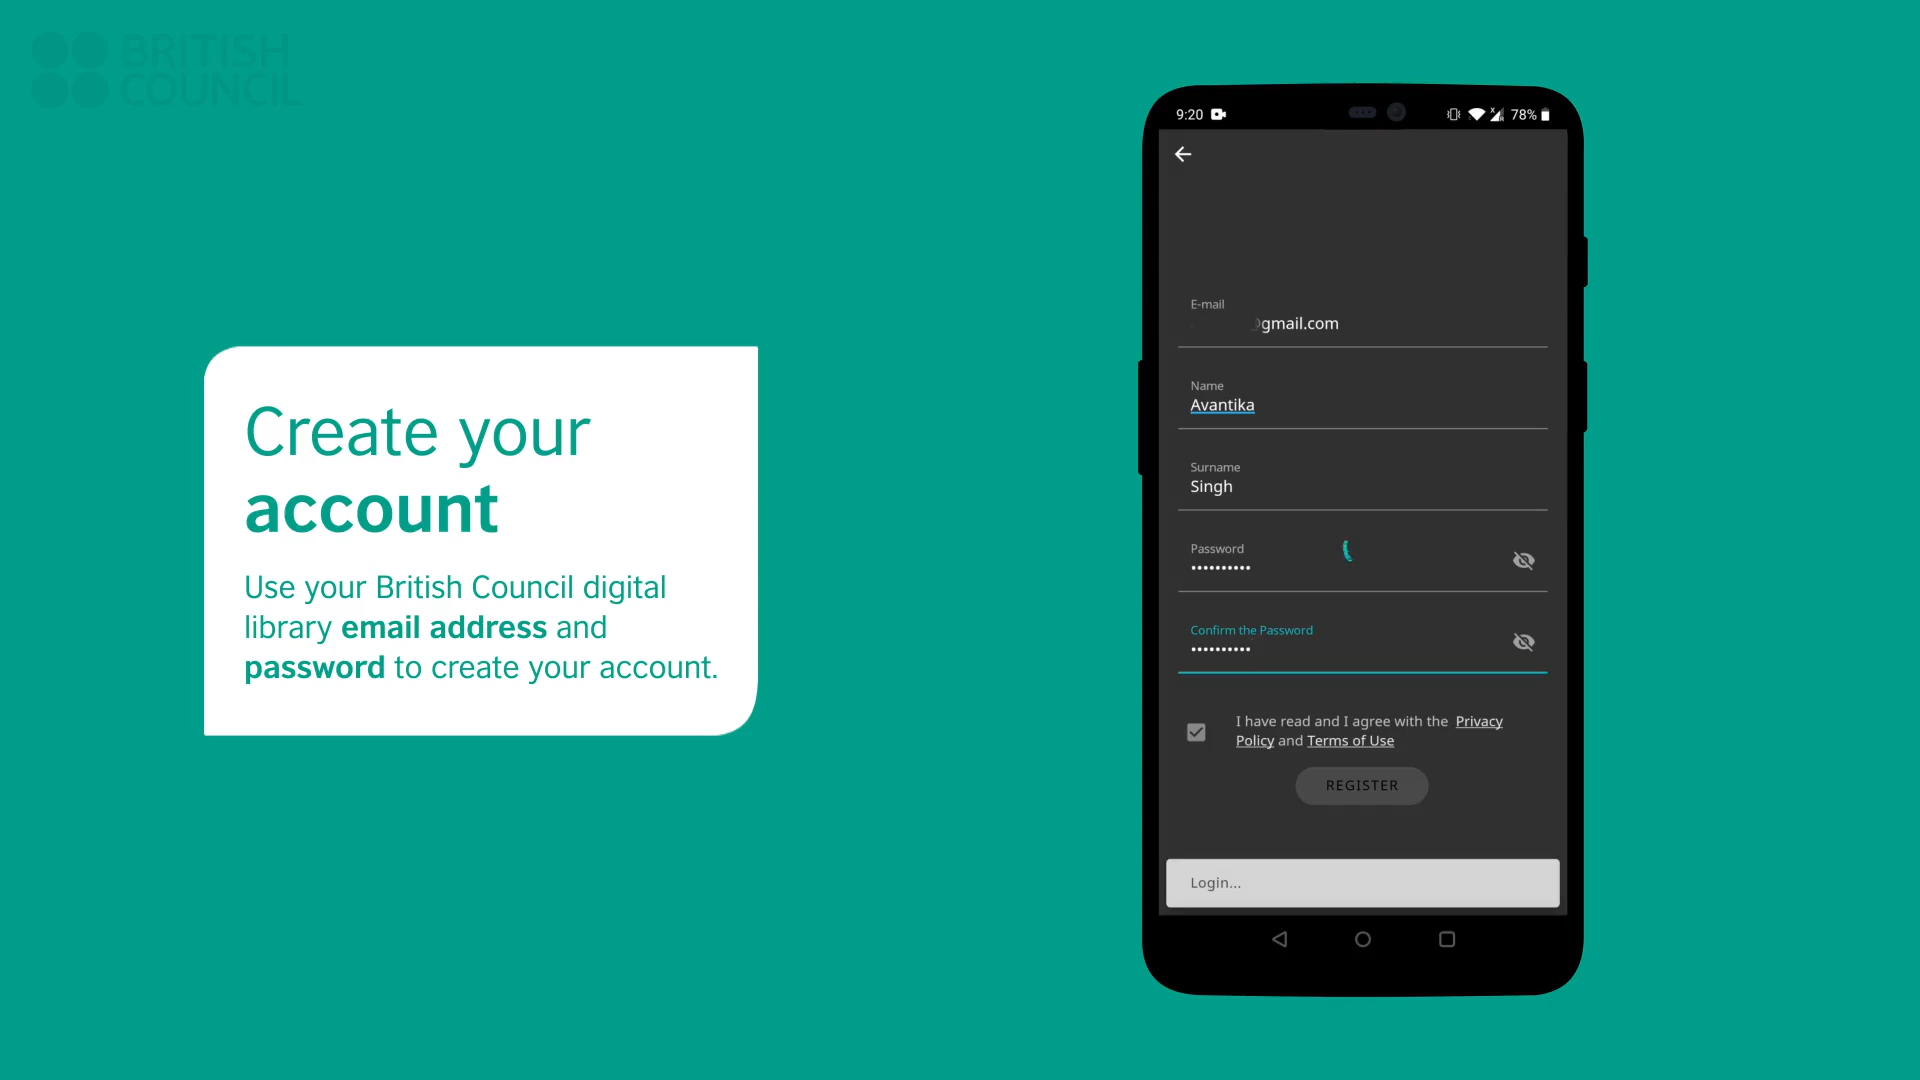 BRITISH
COUNCIL
Create your
account
Use your British Council digital
library email address and
password to create your account.
9:20
78%
E-mail
@gmail.com
Name
Avantika
Surname
Singh
Password
••••••••••
Confirm the Password
••••••••••
I have read and I agree with the Privacy
Policy and Terms of Use
REGISTER
Login...